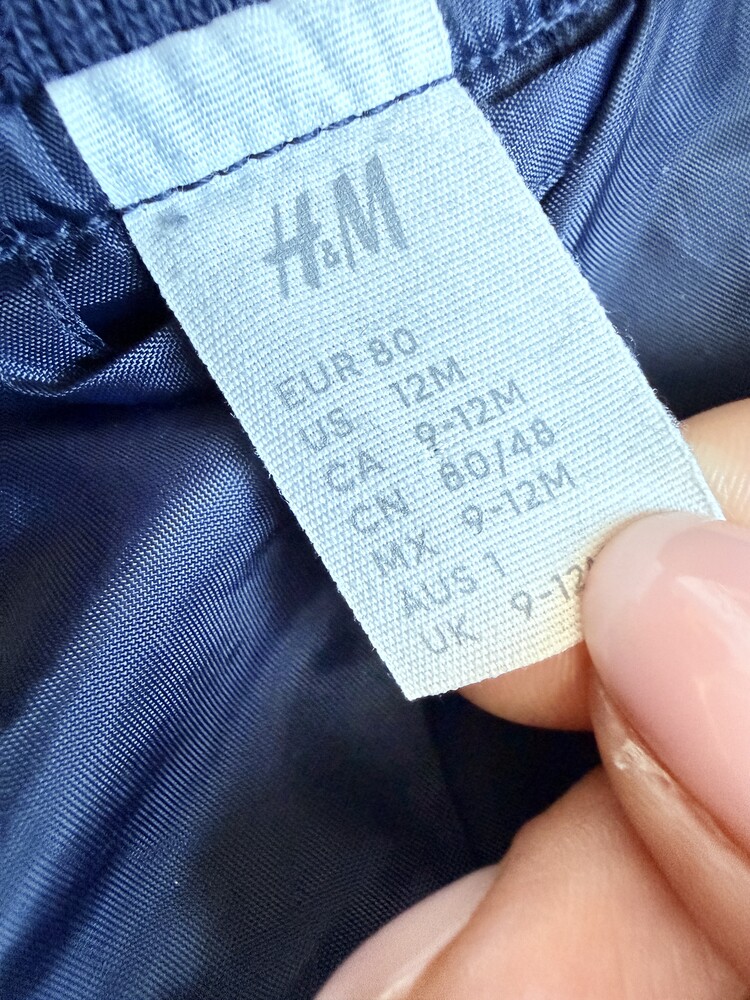 H&M
EUR 80
US 12M
CA 9-12M
CN 80/48
MX 9-12M
AUS 1
UK 9-12